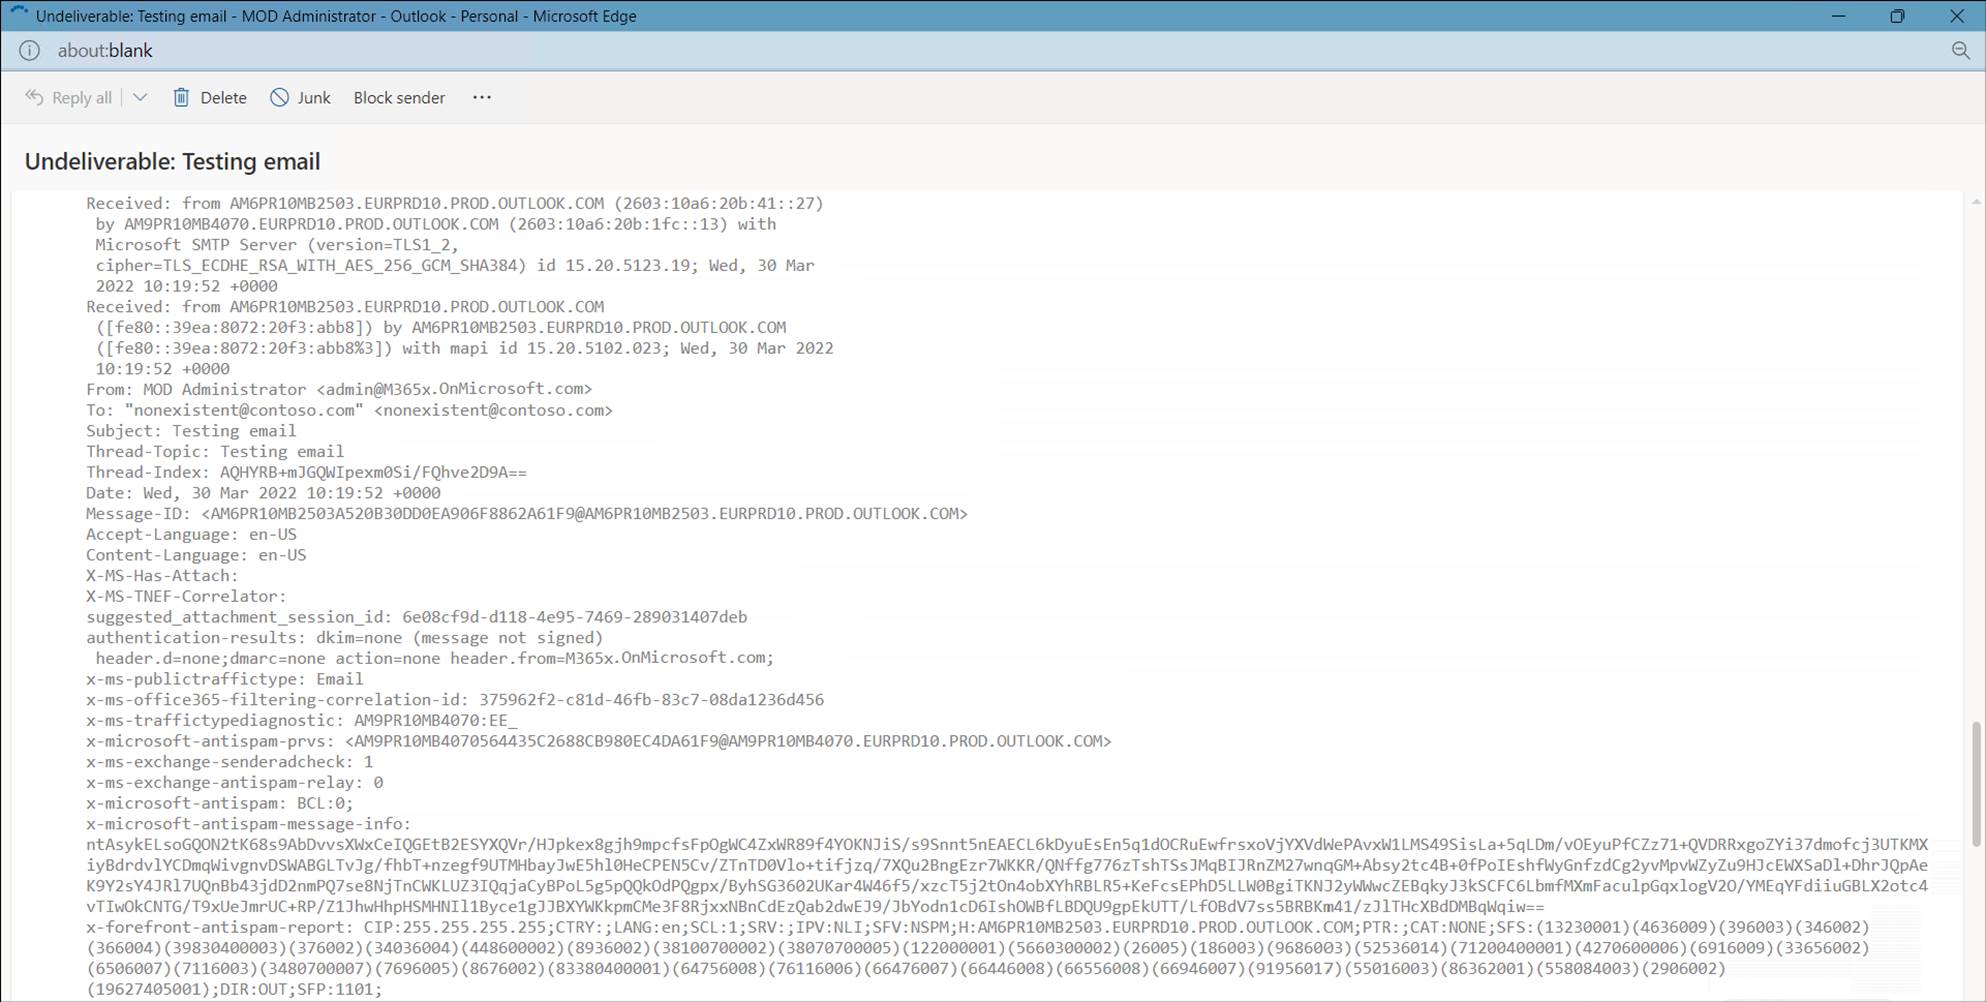 Undeliverable: Testing email - MOD Administrator - Outlook - Personal - Microsoft Edge
about:blank
Reply all Delete Junk Block sender ...
Undeliverable: Testing email
Received: from AM6PR10MB2503.EURPRD10.PROD.OUTLOOK.COM (2603:10a6:20b:41::27)
by AM9PR10MB4070.EURPRD10.PROD.OUTLOOK.COM (2603:10a6:20b:1fc::13) with
Microsoft SMTP Server (version=TLS1_2,
cipher=TLS_ECDHE_RSA_WITH_AES_256_GCM_SHA384) id 15.20.5123.19; Wed, 30 Mar
2022 10:19:52 +0000
Received: from AM6PR10MB2503.EURPRD10.PROD.OUTLOOK.COM
([fe80::39ea:8072:20f3:abb8]) by AM6PR10MB2503.EURPRD10.PROD.OUTLOOK.COM
([fe80::39ea:8072:20f3:abb8%3]) with mapi id 15.20.5102.023; Wed, 30 Mar 2022
10:19:52 +0000
From: MOD Administrator <admin@M365x.OnMicrosoft.com>
To: "nonexistent@contoso.com" <nonexistent@contoso.com>
Subject: Testing email
Thread-Topic: Testing email
Thread-Index: AQHYRB+mJGQWIpexm0Si/FQhve2D9A==
Date: Wed, 30 Mar 2022 10:19:52 +0000
Message-ID: <AM6PR10MB2503A520B30DD0EA906F8862A61F9@AM6PR10MB2503.EURPRD10.PROD.OUTLOOK.COM>
Accept-Language: en-US
Content-Language: en-US
X-MS-Has-Attach:
X-MS-TNEF-Correlator:
suggested_attachment_session_id: 6e08cf9d-d118-4e95-7469-289031407deb
authentication-results: dkim=none (message not signed)
header.d=none;dmarc=none action=none header.from=M365x.OnMicrosoft.com;
x-ms-publictraffictype: Email
x-ms-office365-filtering-correlation-id: 375962f2-c81d-46fb-83c7-08da1236d456
x-ms-traffictypediagnostic: AM9PR10MB4070:EE_
x-microsoft-antispam-prvs: <AM9PR10MB4070564435C2688CB980EC4DA61F9@AM9PR10MB4070.EURPRD10.PROD.OUTLOOK.COM>
x-ms-exchange-senderadcheck: 1
x-ms-exchange-antispam-relay: 0
x-microsoft-antispam: BCL:0;
x-microsoft-antispam-message-info:
ntAsykELsoGQON2tK68s9AbDvvsXWxCeIQGEtB2ESYXQVr/HJpkex8gjh9mpcfsFpOgWC4ZxWR89f4YOKNJiS/s9Snnt5nEAECL6kDyuEsEn5q1dOCRuEwfrsxoVjYXVdWePAvxW1LMS49SisLa+5qLDm/vOEyuPfCZz71+QVDRRxgoZYi37dmofcj3UTKMX
iyBdrdvlYCDmqWivgnvDSWABGLTvJg/fhbT+nzegf9UTMHbayJwE5hl0HeCPEN5Cv/ZTnTD0Vlo+tifjzq/7XQu2BngEzr7WKKR/QNffg776zTshTSsJMqBIJRnZM27wnqGM+Absy2tc4B+0fPoIEshfWyGnfzdCg2yvMpvWZyZu9HJcEWXSaDl+DhrJQpAe
K9Y2sY4JRl7UQnBb43jdD2nmPQ7se8NjTnCWKLUZ3IQqjaCyBPoL5g5pQQkOdPQgpx/ByhSG3602UKar4W46f5/xzcT5j2tOn4obXYhRBLR5+KeFcsEPhD5LLW0BgiTKNJ2yWWwcZEBqkyJ3kSCFC6LbmfMXmFaculpGqxlogV2O/YMEqYFdiiuGBLX2otc4
vTIwOkCNTG/T9xUeJmrUC+RP/Z1JhwHhpHSMHNIl1Byce1gJJBXYWKkpmCMe3F8RjxxNBnCdEzQab2dwEJ9/JbYodn1cD6IshOWBfLBDQU9gpEkUTT/LfOBdV7ss5BRBKm41/zJlTHcXBdDMBqWqiw==
x-forefront-antispam-report: CIP:255.255.255.255;CTRY:;LANG:en;SCL:1;SRV:;IPV:NLI;SFV:NSPM;H:AM6PR10MB2503.EURPRD10.PROD.OUTLOOK.COM;PTR:;CAT:NONE;SFS:(13230001)(4636009)(396003)(346002)
(366004)(39830400003)(376002)(34036004)(448600002)(8936002)(38100700002)(38070700005)(122000001)(5660300002)(26005)(186003)(9686003)(52536014)(71200400001)(4270600006)(6916009)(33656002)
(6506007)(7116003)(3480700007)(7696005)(8676002)(83380400001)(64756008)(76116006)(66476007)(66446008)(66556008)(66946007)(91956017)(55016003)(86362001)(558084003)(2906002)
(19627405001);DIR:OUT;SFP:1101;